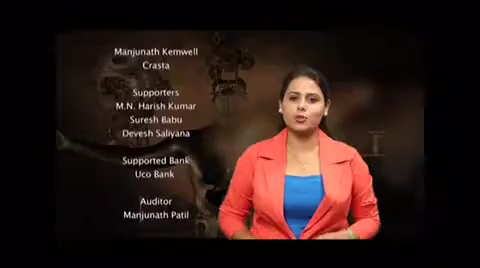 Manjunath Kemwell
Crasta
Supporters
M.N. Harish Kumar
Suresh Babu
Devesh Saliyana
Supported Bank
Uco Bank
Auditor
Manjunath Patil